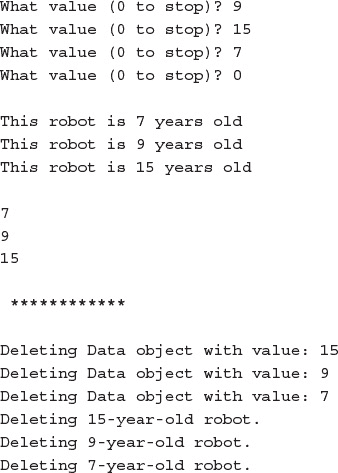 What value (0 to stop)? 9
What value (0 to stop)? 15
What value (0 to stop)? 7
What value (0 to stop)? 0
This robot is 7 years old
This robot is 9 years old
This robot is 15 years old
7
9
15
************
Deleting Data object with value: 15
Deleting Data object with value: 9
Deleting Data object with value: 7
Deleting 15-year-old robot.
Deleting 9-year-old robot.
Deleting 7-year-old robot.